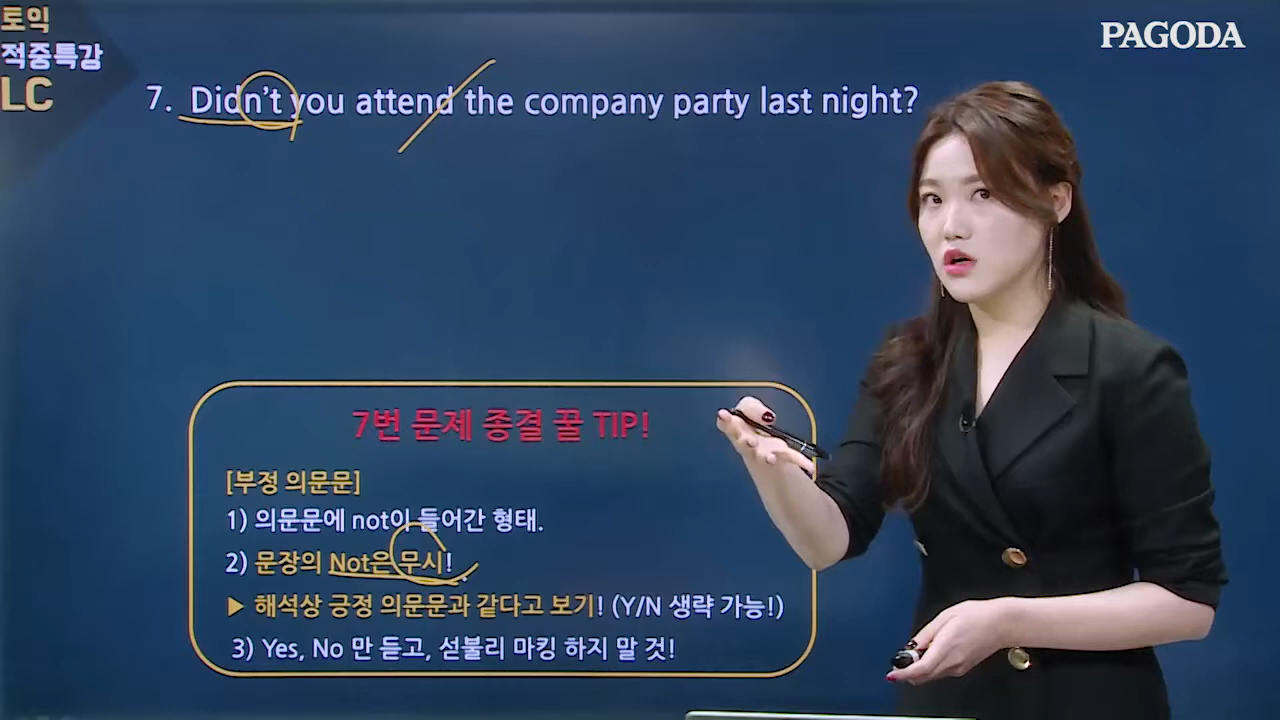 토익
적중특강
LC
PAGODA
7. Didn't you attend the company party last night?
7번 문제 종결 꿀 TIP!
[부정 의문문]
1) 의문문에 not이 들어간 형태.
2) 문장의 Not은 무시!
▶ 해석상 긍정 의문문과 같다고 보기! (Y/N 생략 가능!)
3) Yes, No 만 듣고, 섣불리 마킹 하지 말 것!